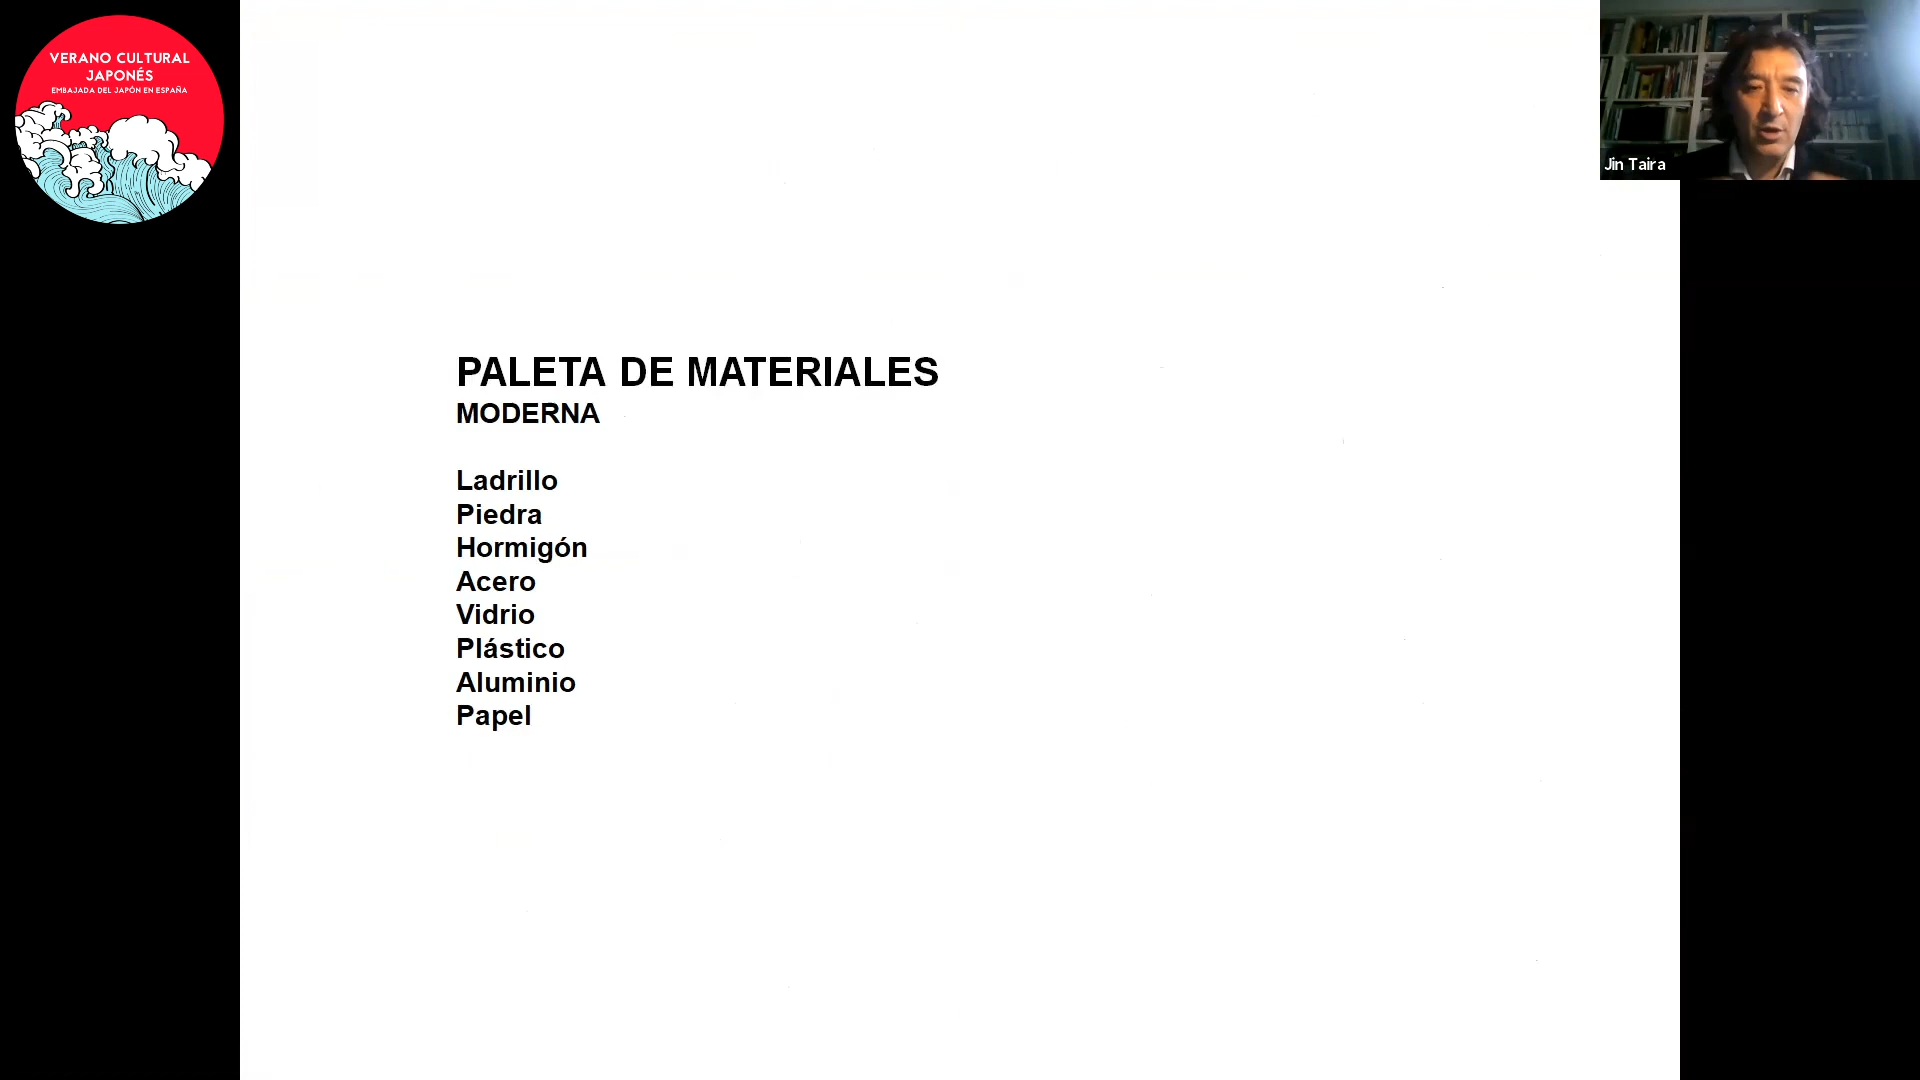 VERANO CULTURAL
JAPONÉS
EMBAJADA DEL JAPÓN EN ESPAÑA
Jin Taira
PALETA DE MATERIALES
MODERNA
Ladrillo
Piedra
Hormigón
Acero
Vidrio
Plástico
Aluminio
Papel